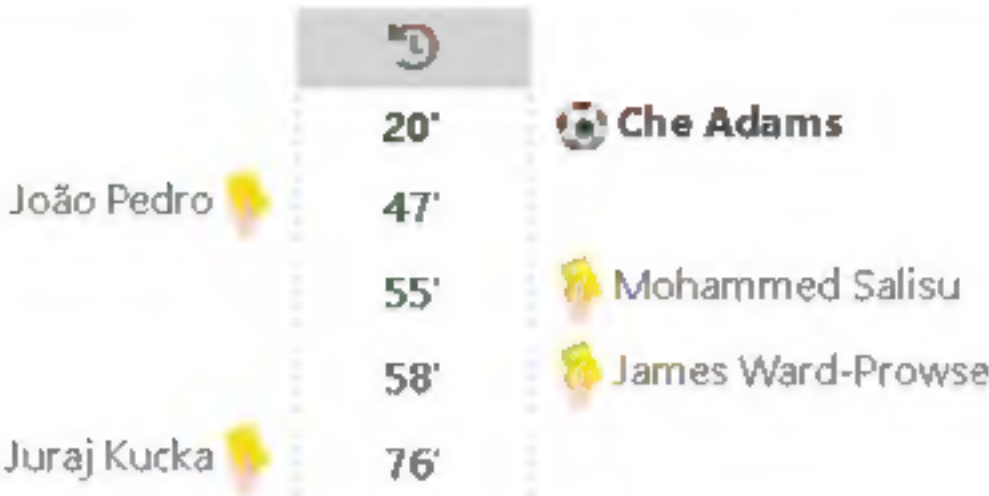 20' Che Adams
João Pedro 47'
55' Mohammed Salisu
58' James Ward-Prowse
Juraj Kucka 76'